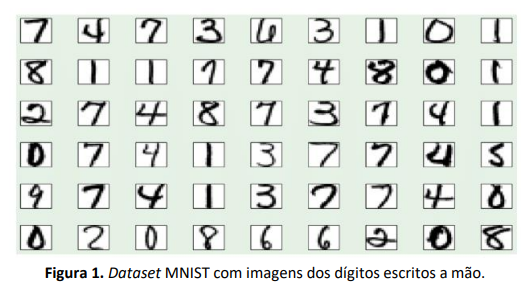 7 4 7 3 6 3 1 0 1
8 1 1 7 7 4 8 0 1
2 7 4 8 7 3 7 4 1
0 7 4 1 3 7 7 4 5
9 7 4 1 3 7 7 4 0
0 2 0 8 6 6 2 0 8
Figura 1. Dataset MNIST com imagens dos dígitos escritos a mão.